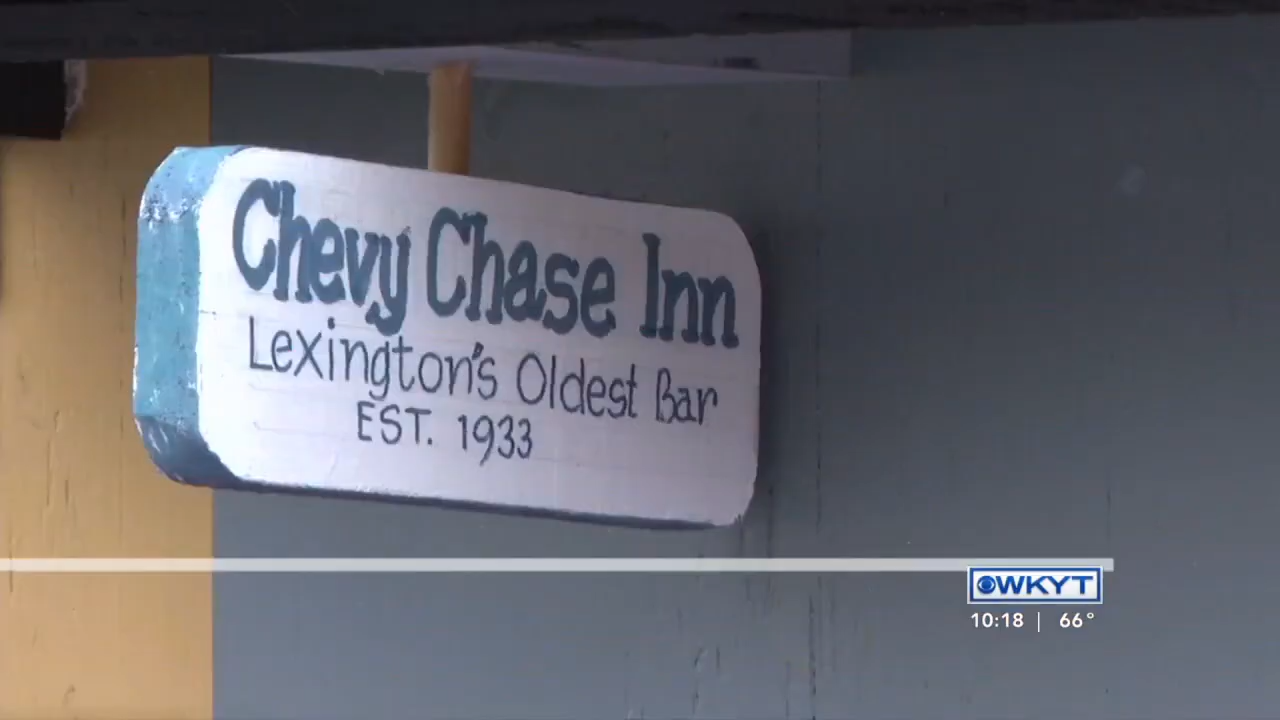 Chevy Chase Inn
Lexington's Oldest Bar
EST. 1933
WKYT
10:18 | 66°